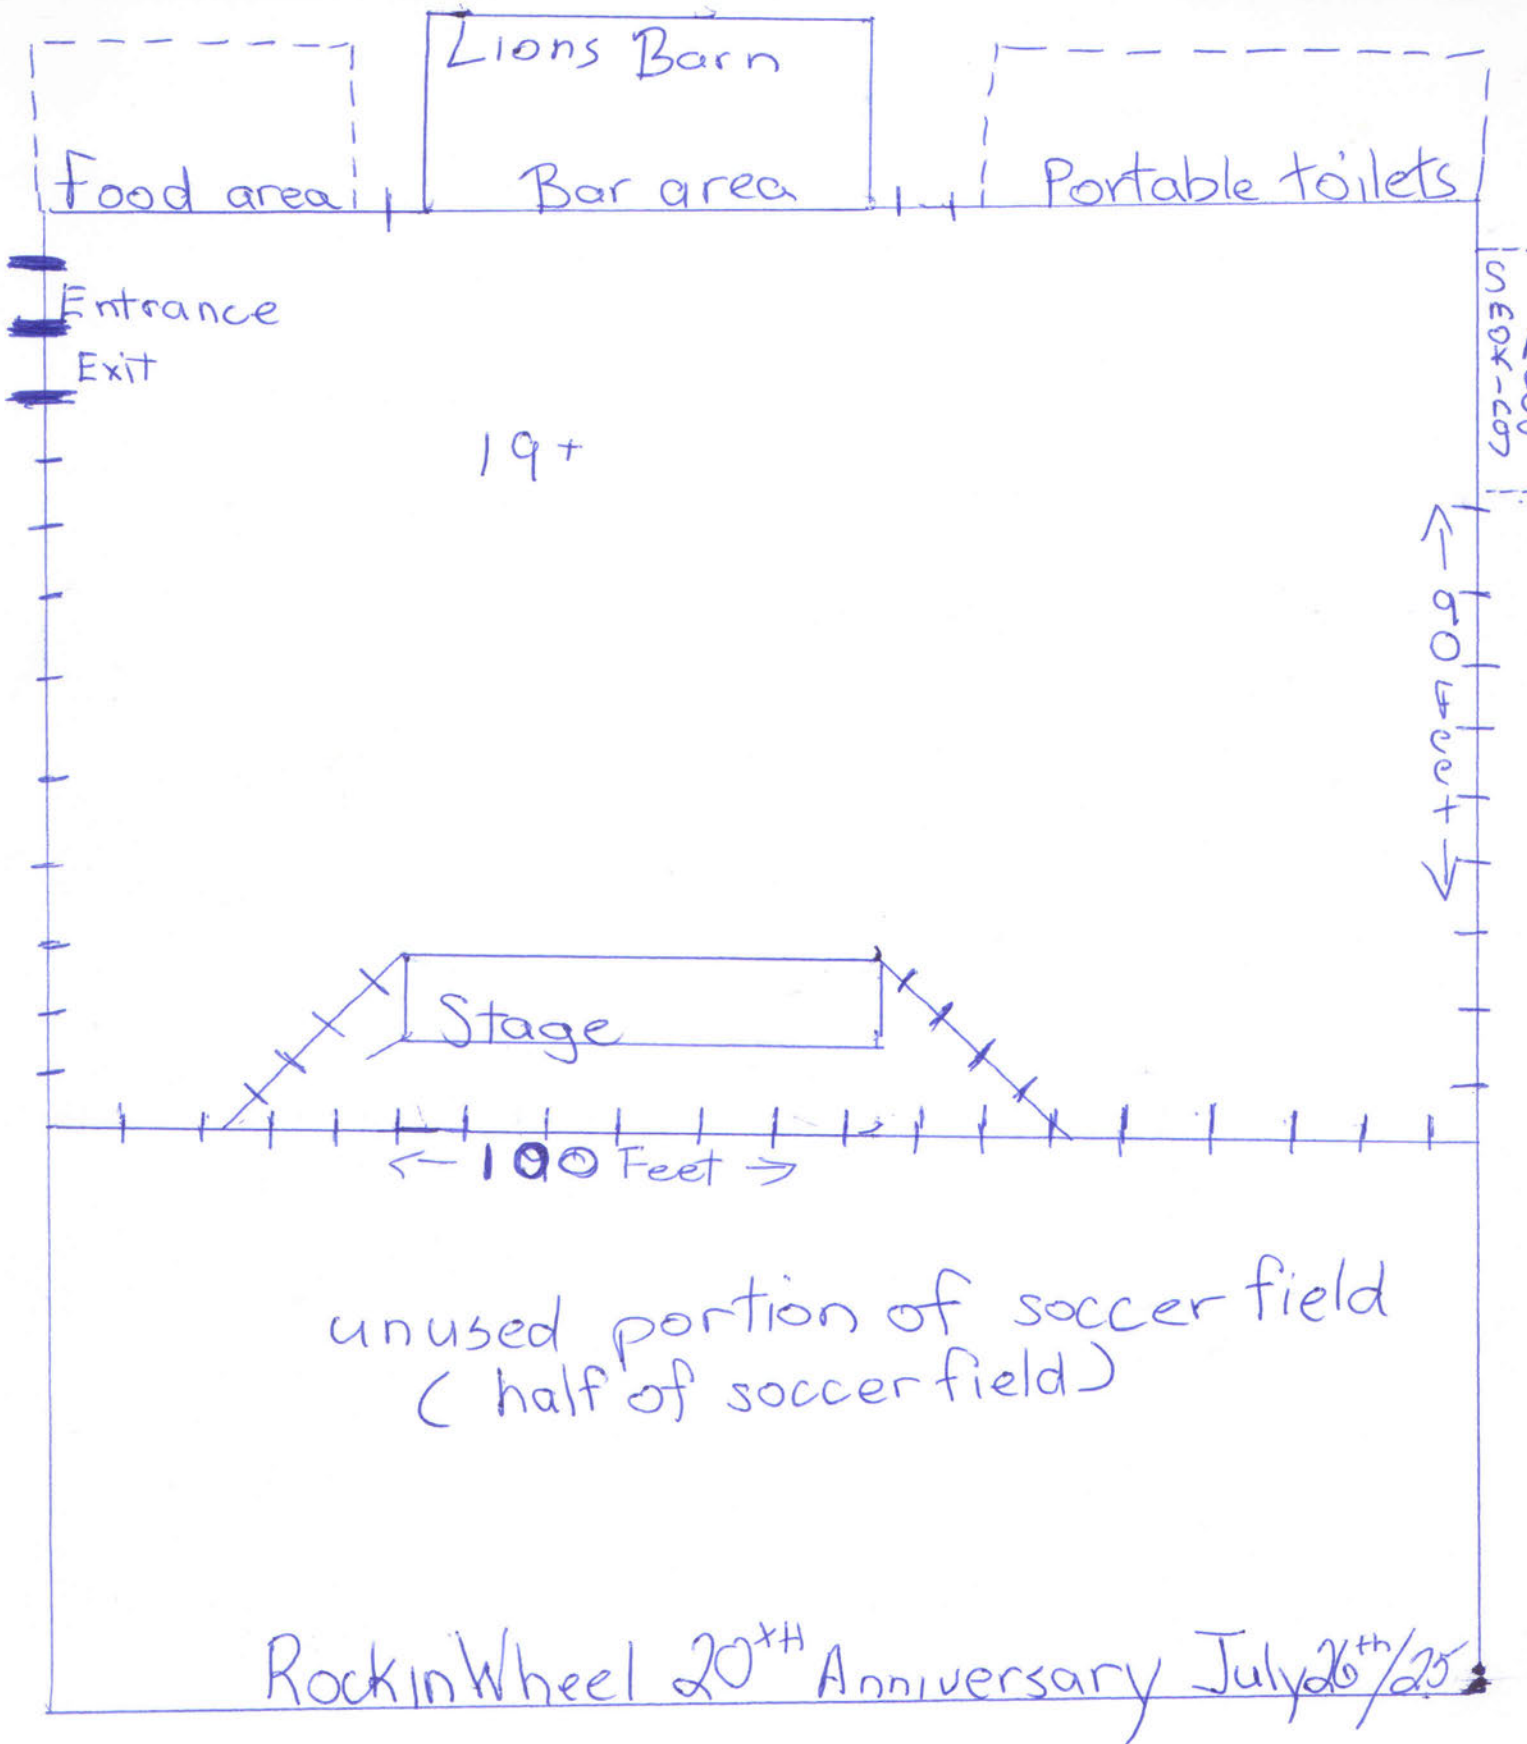 Lions Barn
Food area
Bar area
Portable toilets
Entrance
Exit
Smoking
19+
← 90 Feet →
Stage
← 100 Feet →
unused portion of soccer field
(half of soccer field)
RockinWheel 20XH Anniversary July 26th/25